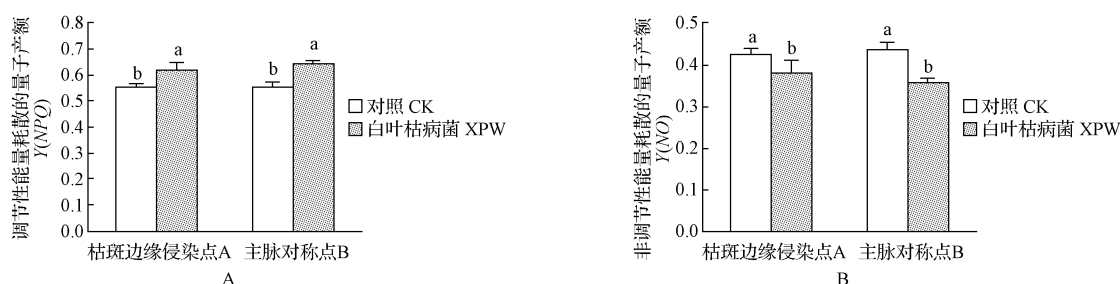 调节性能量耗散的量子产额
Y(NPQ)
0.8
0.7
0.6
0.5
0.4
0.3
0.2
0.1
0.0
b
a
b
a
对照 CK
白叶枯病菌 XPW
枯斑边缘侵染点A
主脉对称点B
A
非调节性能量耗散的量子产额
Y(NO)
0.5
0.4
0.3
0.2
0.1
0.0
a
b
a
b
对照 CK
白叶枯病菌 XPW
枯斑边缘侵染点A
主脉对称点B
B